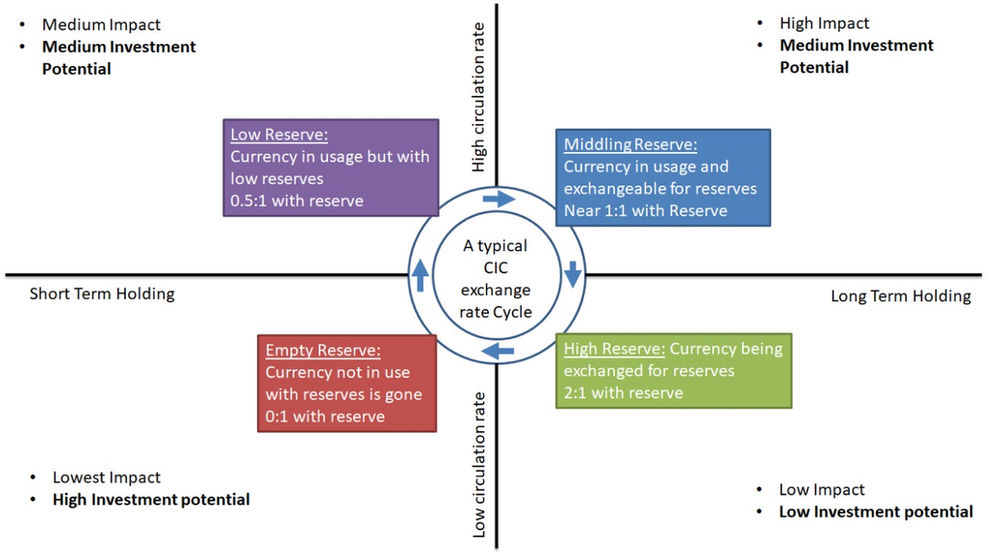 • Medium Impact
• Medium Investment
Potential
High circulation rate
• High Impact
• Medium Investment
Potential
Low Reserve:
Currency in usage but with
low reserves
0.5:1 with reserve
Middling Reserve:
Currency in usage and
exchangeable for reserves
Near 1:1 with Reserve
A typical
CIC
exchange
rate Cycle
Short Term Holding
Long Term Holding
Empty Reserve:
Currency not in use
with reserves is gone
0:1 with reserve
High Reserve: Currency being
exchanged for reserves
2:1 with reserve
Low circulation rate
• Lowest Impact
• High Investment potential
• Low Impact
• Low Investment potential